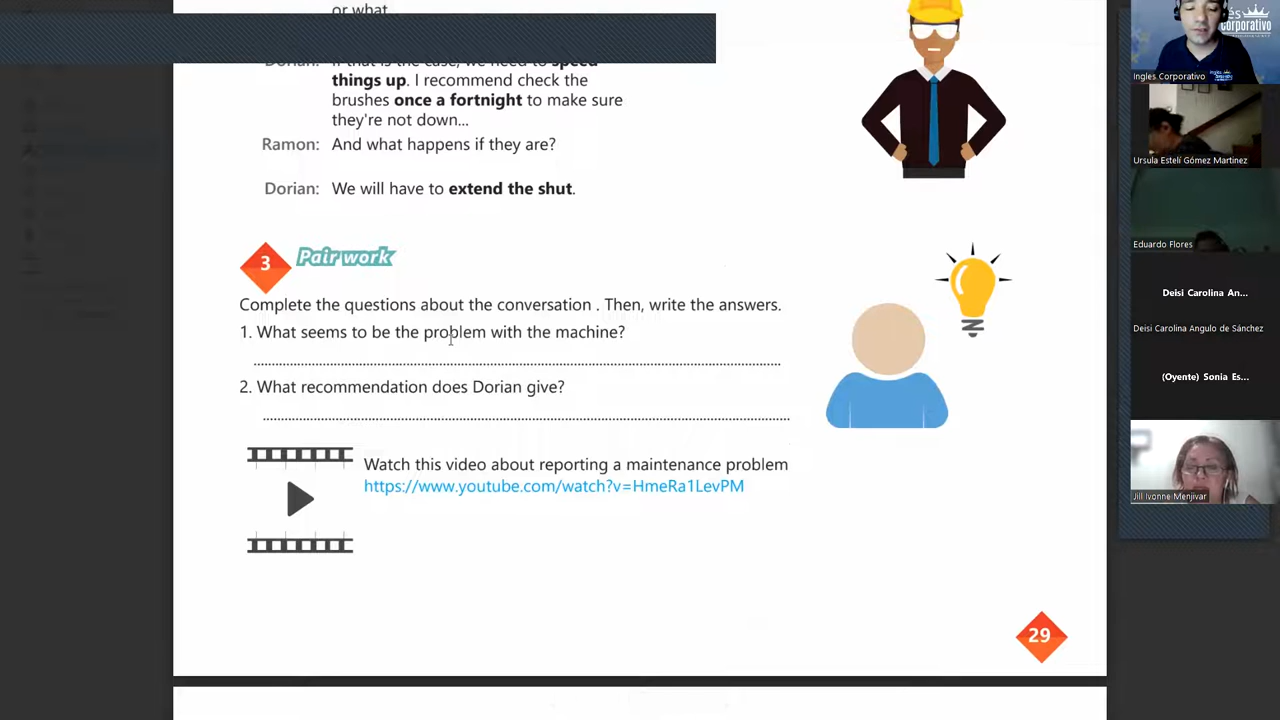 or what...
Dorian: If that is the case, we need to speed
things up. I recommend check the
brushes once a fortnight to make sure
they're not down...
Ramon: And what happens if they are?
Dorian: We will have to extend the shut.
3 Pair work
Complete the questions about the conversation . Then, write the answers.
1. What seems to be the problem with the machine?
2. What recommendation does Dorian give?
Watch this video about reporting a maintenance problem
https://www.youtube.com/watch?v=HmeRa1LevPM
29
corporativo
Ingles Corporativo
Ursula Estelí Gómez Martinez
Eduardo Flores
Deisi Carolina An...
Deisi Carolina Angulo de Sánchez
(Oyente) Sonia Es...
Jill Ivonne Menjivar